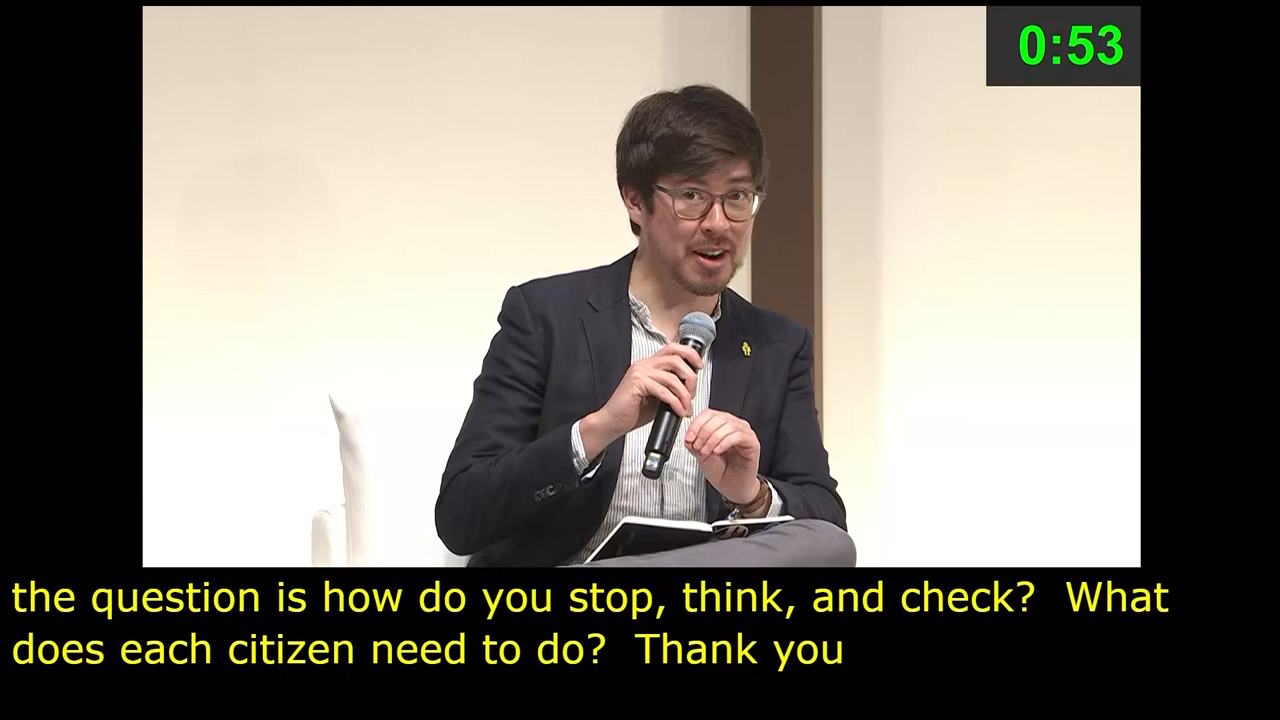 0:53
the question is how do you stop, think, and check?  What
does each citizen need to do?  Thank you